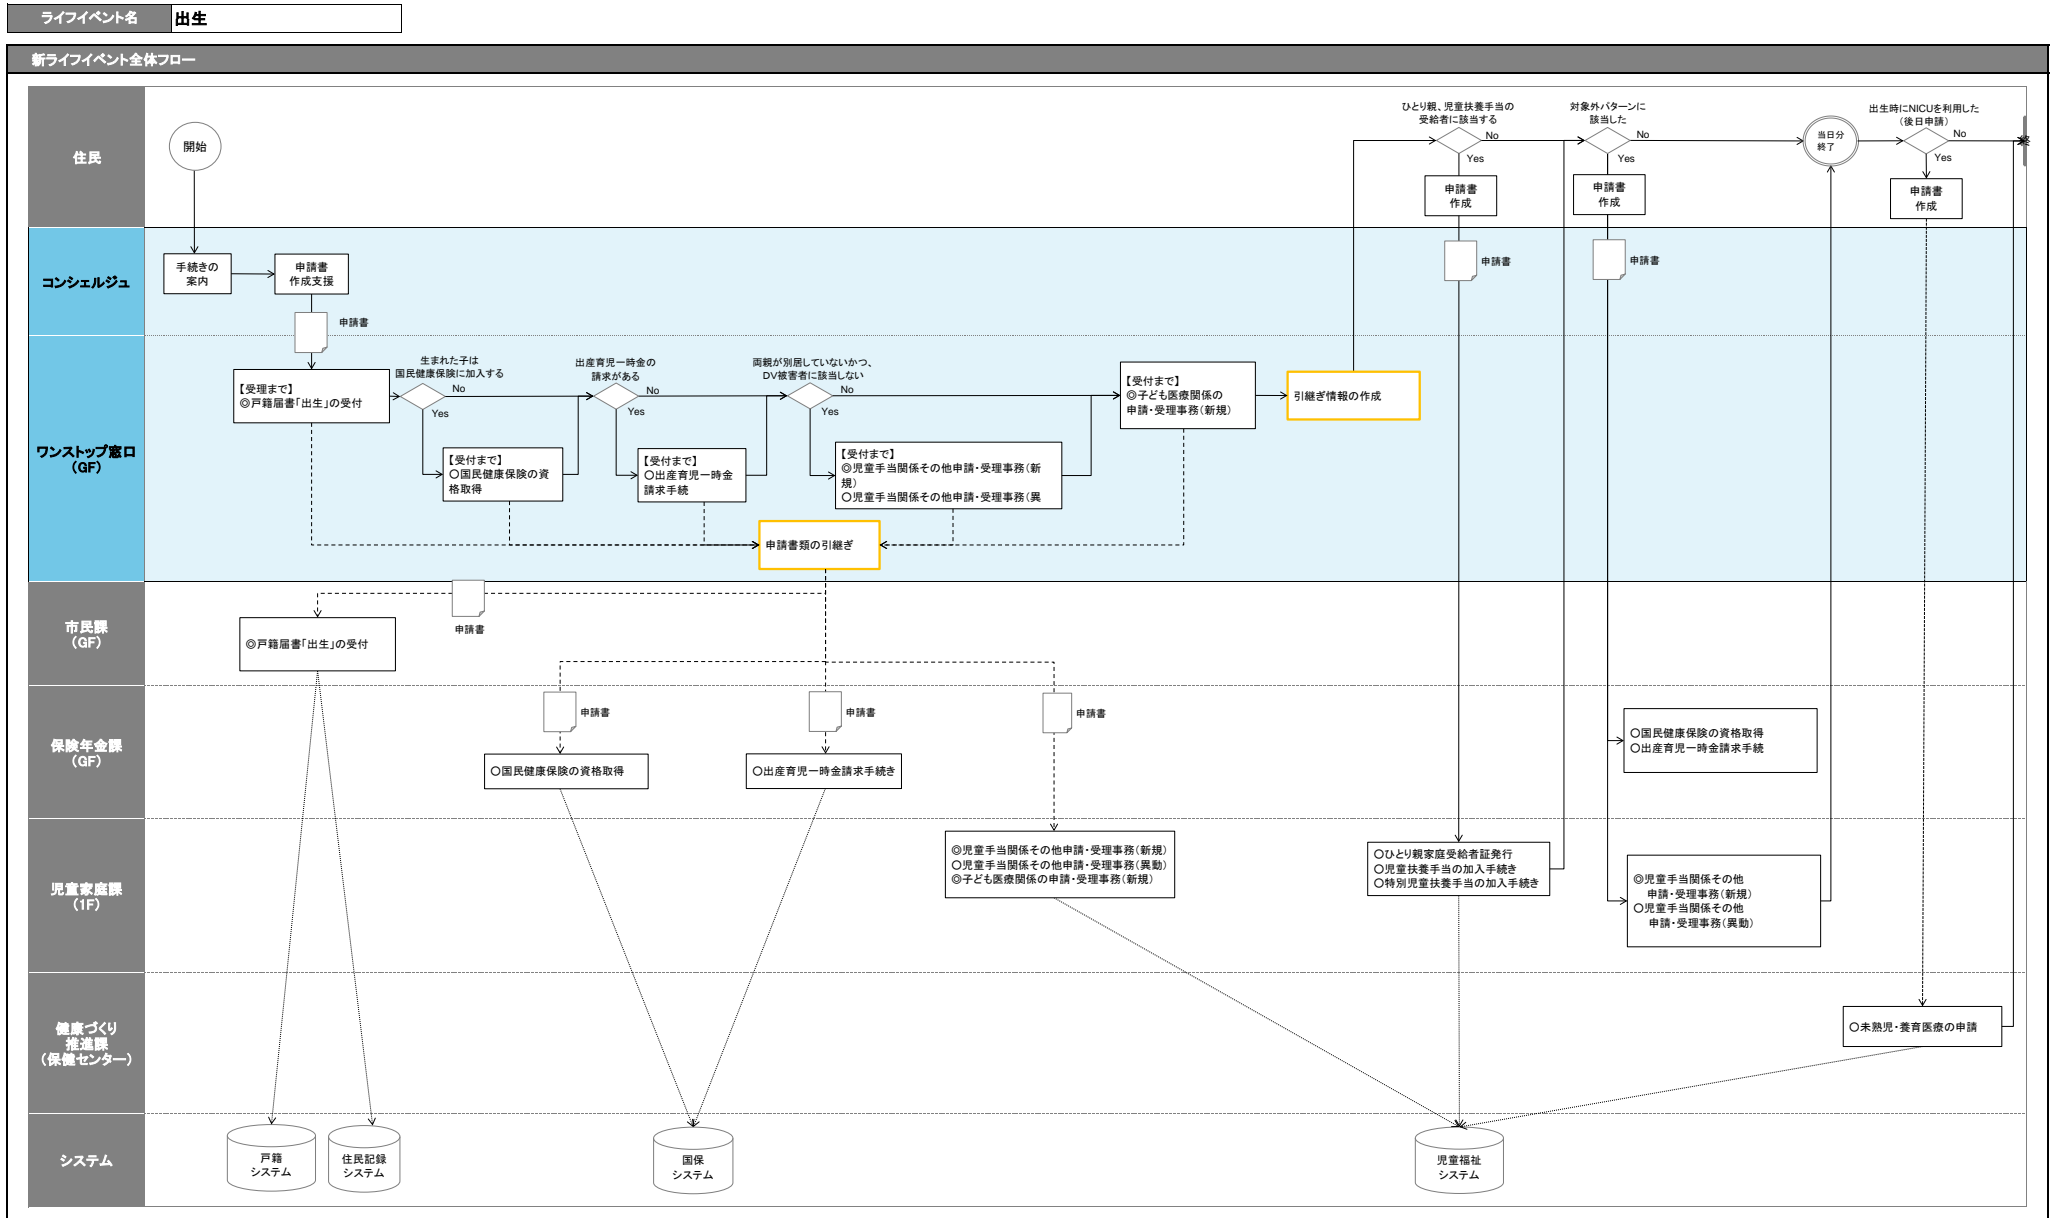 ライフイベント名
出生
新ライフイベント全体フロー
住民
開始
ひとり親、児童扶養手当の
受給者に該当する
No
Yes
申請書
作成
対象外パターンに
該当した
No
Yes
申請書
作成
当日分
終了
出生時にNICUを利用した
（後日申請）
No
Yes
申請書
作成
コンシェルジュ
手続きの
案内
申請書
作成支援
申請書
申請書
申請書
ワンストップ窓口
（GF）
【受理まで】
◎戸籍届書「出生」の受付
生まれた子は
国民健康保険に加入する
No
Yes
【受付まで】
〇国民健康保険の資
格取得
出産育児一時金の
請求がある
No
Yes
【受付まで】
〇出産育児一時金
請求手続
両親が別居していないかつ、
DV被害者に該当しない
No
Yes
【受付まで】
◎児童手当関係その他申請・受理事務（新
規）
〇児童手当関係その他申請・受理事務（異
【受付まで】
◎子ども医療関係の
申請・受理事務（新規）
引継ぎ情報の作成
申請書類の引継ぎ
市民課
（GF）
申請書
◎戸籍届書「出生」の受付
保険年金課
（GF）
申請書
〇国民健康保険の資格取得
申請書
〇出産育児一時金請求手続き
申請書
〇国民健康保険の資格取得
〇出産育児一時金請求手続
児童家庭課
（1F）
◎児童手当関係その他申請・受理事務（新規）
〇児童手当関係その他申請・受理事務（異動）
◎子ども医療関係の申請・受理事務（新規）
〇ひとり親家庭受給者証発行
〇児童扶養手当の加入手続き
〇特別児童扶養手当の加入手続き
◎児童手当関係その他
申請・受理事務（新規）
〇児童手当関係その他
申請・受理事務（異動）
健康づくり
推進課
（保健センター）
〇未熟児・養育医療の申請
システム
戸籍
システム
住民記録
システム
国保
システム
児童福祉
システム